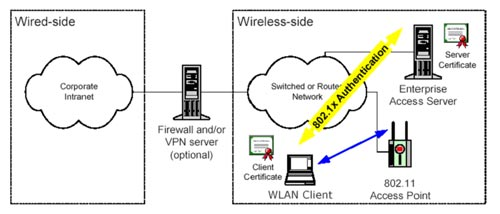 Wired-side
Wireless-side
Corporate
Intranet
Firewall and/or
VPN server
(optional)
Switched or Route
Network
802.1x Authentication
Server
Certificate
Enterprise
Access Server
Client
Certificate
WLAN Client
802.11
Access Point